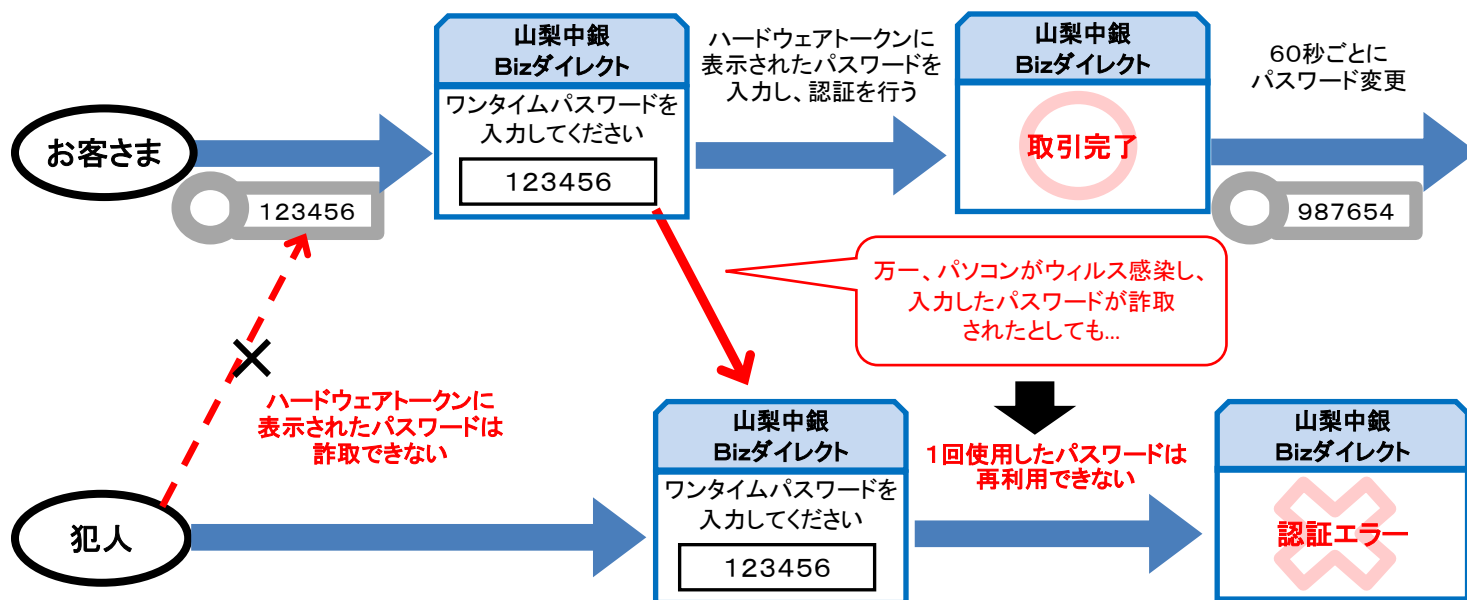 お客さま
123456
山梨中銀
Bizダイレクト
ワンタイムパスワードを
入力してください
123456
ハードウェアトークンに
表示されたパスワードを
入力し、認証を行う
山梨中銀
Bizダイレクト
取引完了
60秒ごとに
パスワード変更
987654
万一、パソコンがウィルス感染し、
入力したパスワードが詐取
されたとしても…
ハードウェアトークンに
表示されたパスワードは
詐取できない
犯人
山梨中銀
Bizダイレクト
ワンタイムパスワードを
入力してください
123456
1回使用したパスワードは
再利用できない
山梨中銀
Bizダイレクト
認証エラー